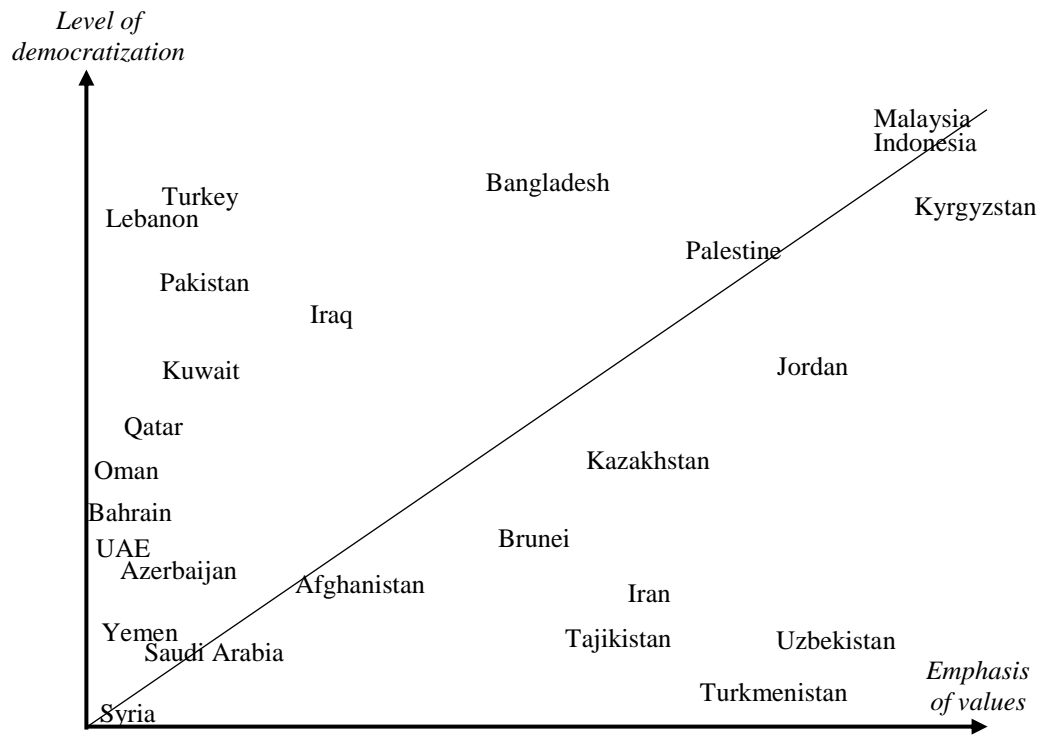 Level of
democratization
Malaysia
Indonesia
Bangladesh
Turkey
Kyrgyzstan
Lebanon
Palestine
Pakistan
Iraq
Jordan
Kuwait
Qatar
Kazakhstan
Oman
Bahrain
Brunei
UAE
Azerbaijan
Afghanistan
Iran
Yemen
Tajikistan
Uzbekistan
Saudi Arabia
Emphasis
of values
Turkmenistan
Syria